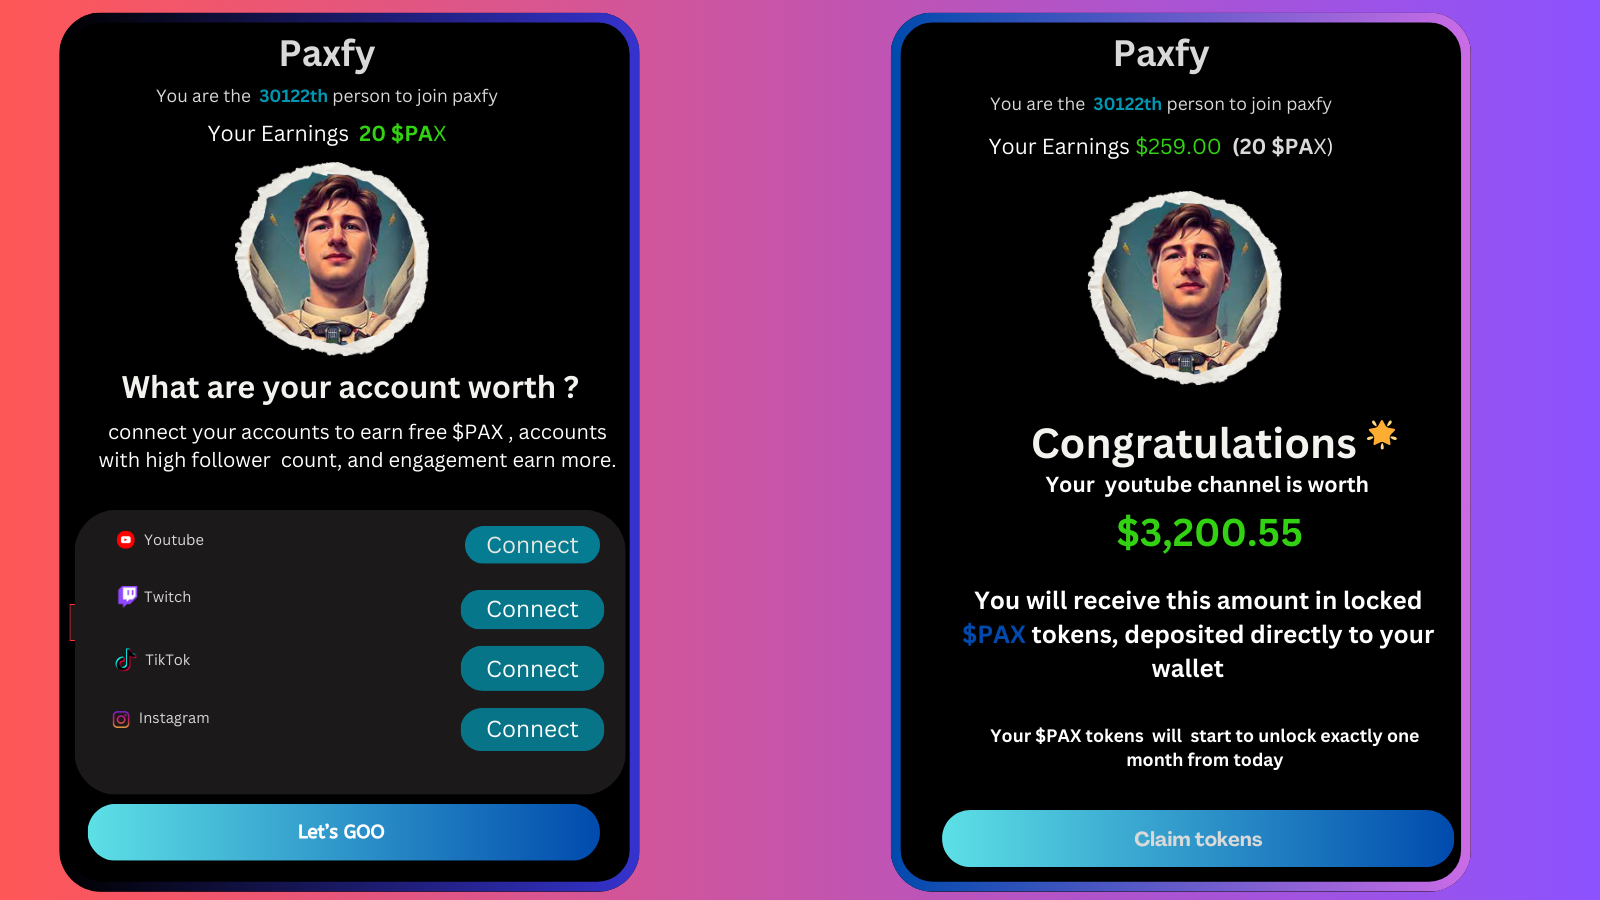 Paxfy
You are the 30122th person to join paxfy
Your Earnings 20 $PAX
What are your account worth ?
connect your accounts to earn free $PAX , accounts
with high follower count, and engagement earn more.
Youtube Connect
Twitch Connect
TikTok Connect
Instagram Connect
Let's GOO
Paxfy
You are the 30122th person to join paxfy
Your Earnings $259.00 (20 $PAX)
Congratulations
Your youtube channel is worth
$3,200.55
You will receive this amount in locked
$PAX tokens, deposited directly to your
wallet
Your $PAX tokens will start to unlock exactly one
month from today
Claim tokens